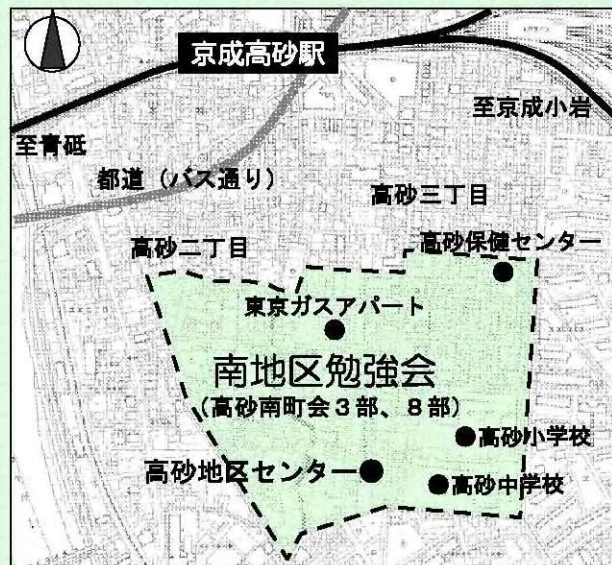 京成高砂駅
至京成小岩
至青砥
都道（バス通り）
高砂三丁目
高砂二丁目
高砂保健センター
東京ガスアパート
南地区勉強会
（高砂南町会３部、８部）
高砂小学校
高砂地区センター
高砂中学校